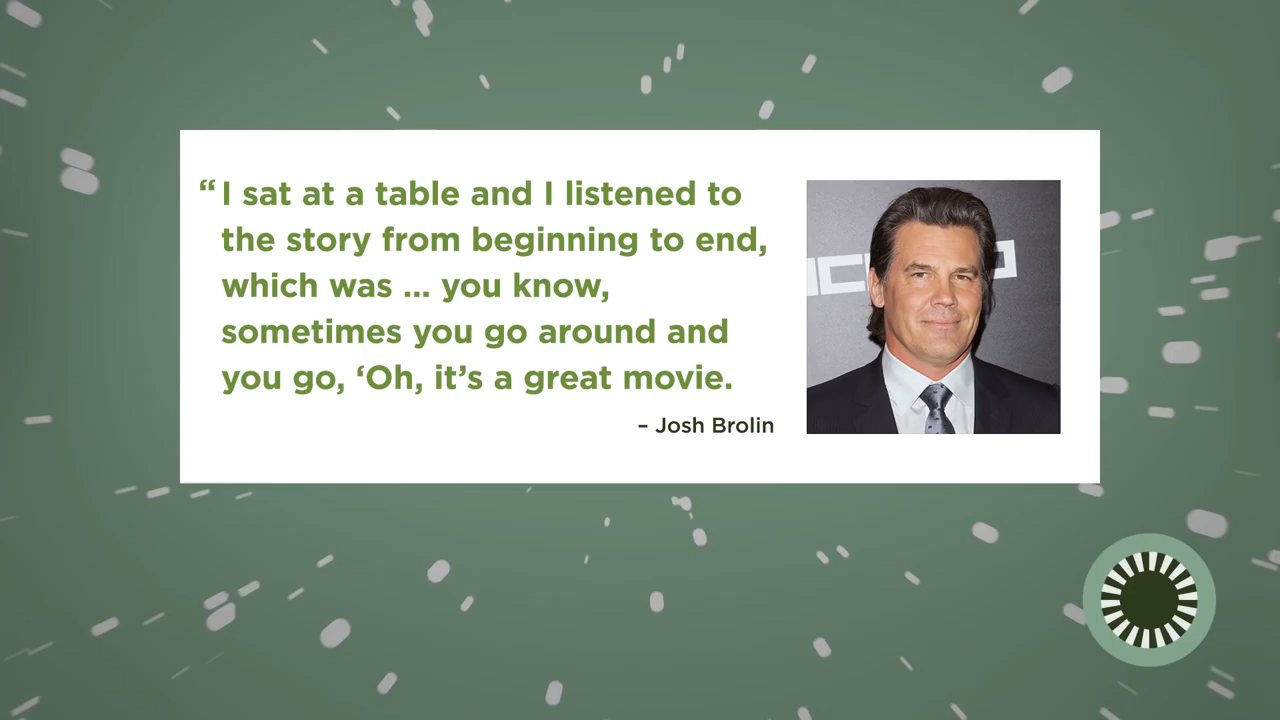 “I sat at a table and I listened to
the story from beginning to end,
which was ... you know,
sometimes you go around and
you go, ‘Oh, it’s a great movie.
– Josh Brolin